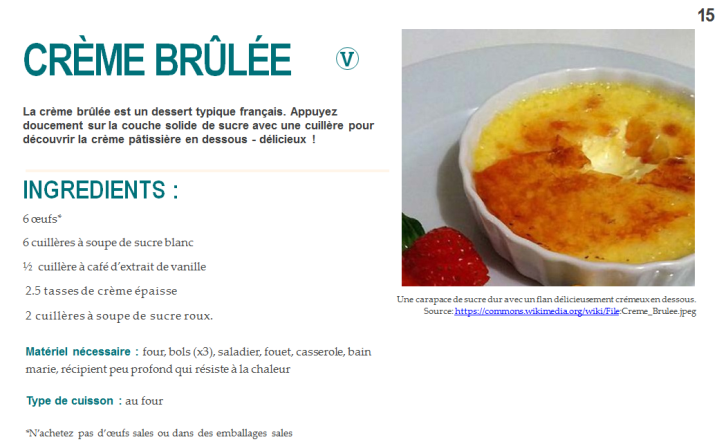 15
CRÈME BRÛLÉE
V
La crème brûlée est un dessert typique français. Appuyez
doucement sur la couche solide de sucre avec une cuillère pour
découvrir la crème pâtissière en dessous - délicieux !
INGREDIENTS :
6 œufs*
6 cuillères à soupe de sucre blanc
½ cuillère à café d'extrait de vanille
2.5 tasses de crème épaisse
2 cuillères à soupe de sucre roux.
Matériel nécessaire : four, bols (x3), saladier, fouet, casserole, bain
marie, récipient peu profond qui résiste à la chaleur
Type de cuisson : au four
*N'achetez pas d'œufs sales ou dans des emballages sales
Une carapace de sucre dur avec un flan délicieusement crémeux en dessous.
Source: https://commons.wikimedia.org/wiki/File:Creme_Brulee.jpeg